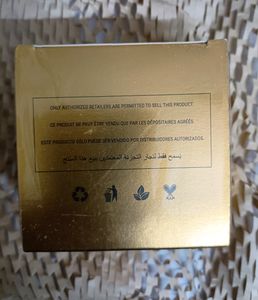 ONLY AUTHORIZED RETAILERS ARE PERMITTED TO SELL THIS PRODUCT
CE PRODUIT NE PEUT ÊTRE VENDU QUE PAR LES DÉPOSITAIRES AGRÉÉS
ESTE PRODUCTO SOLO PUEDE SER VENDIDO POR DISTRIBUIDORES AUTORIZADOS.
يسمح فقط لتجار التجزئة المعتمدين ببيع هذا المنتج